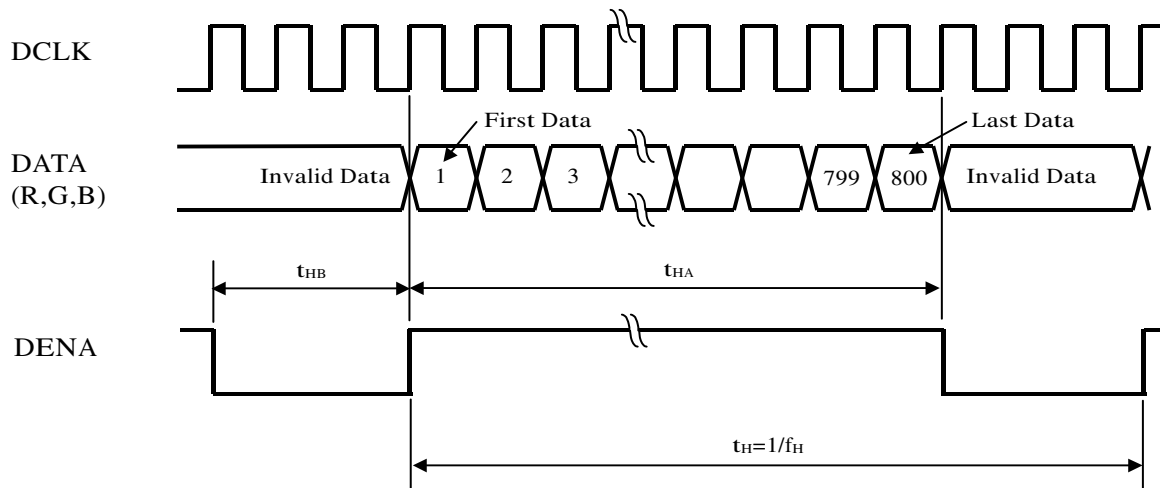 DCLK
First Data
Last Data
DATA
(R,G,B)
Invalid Data 1 2 3 799 800 Invalid Data
tHB
tHA
DENA
tH=1/fH